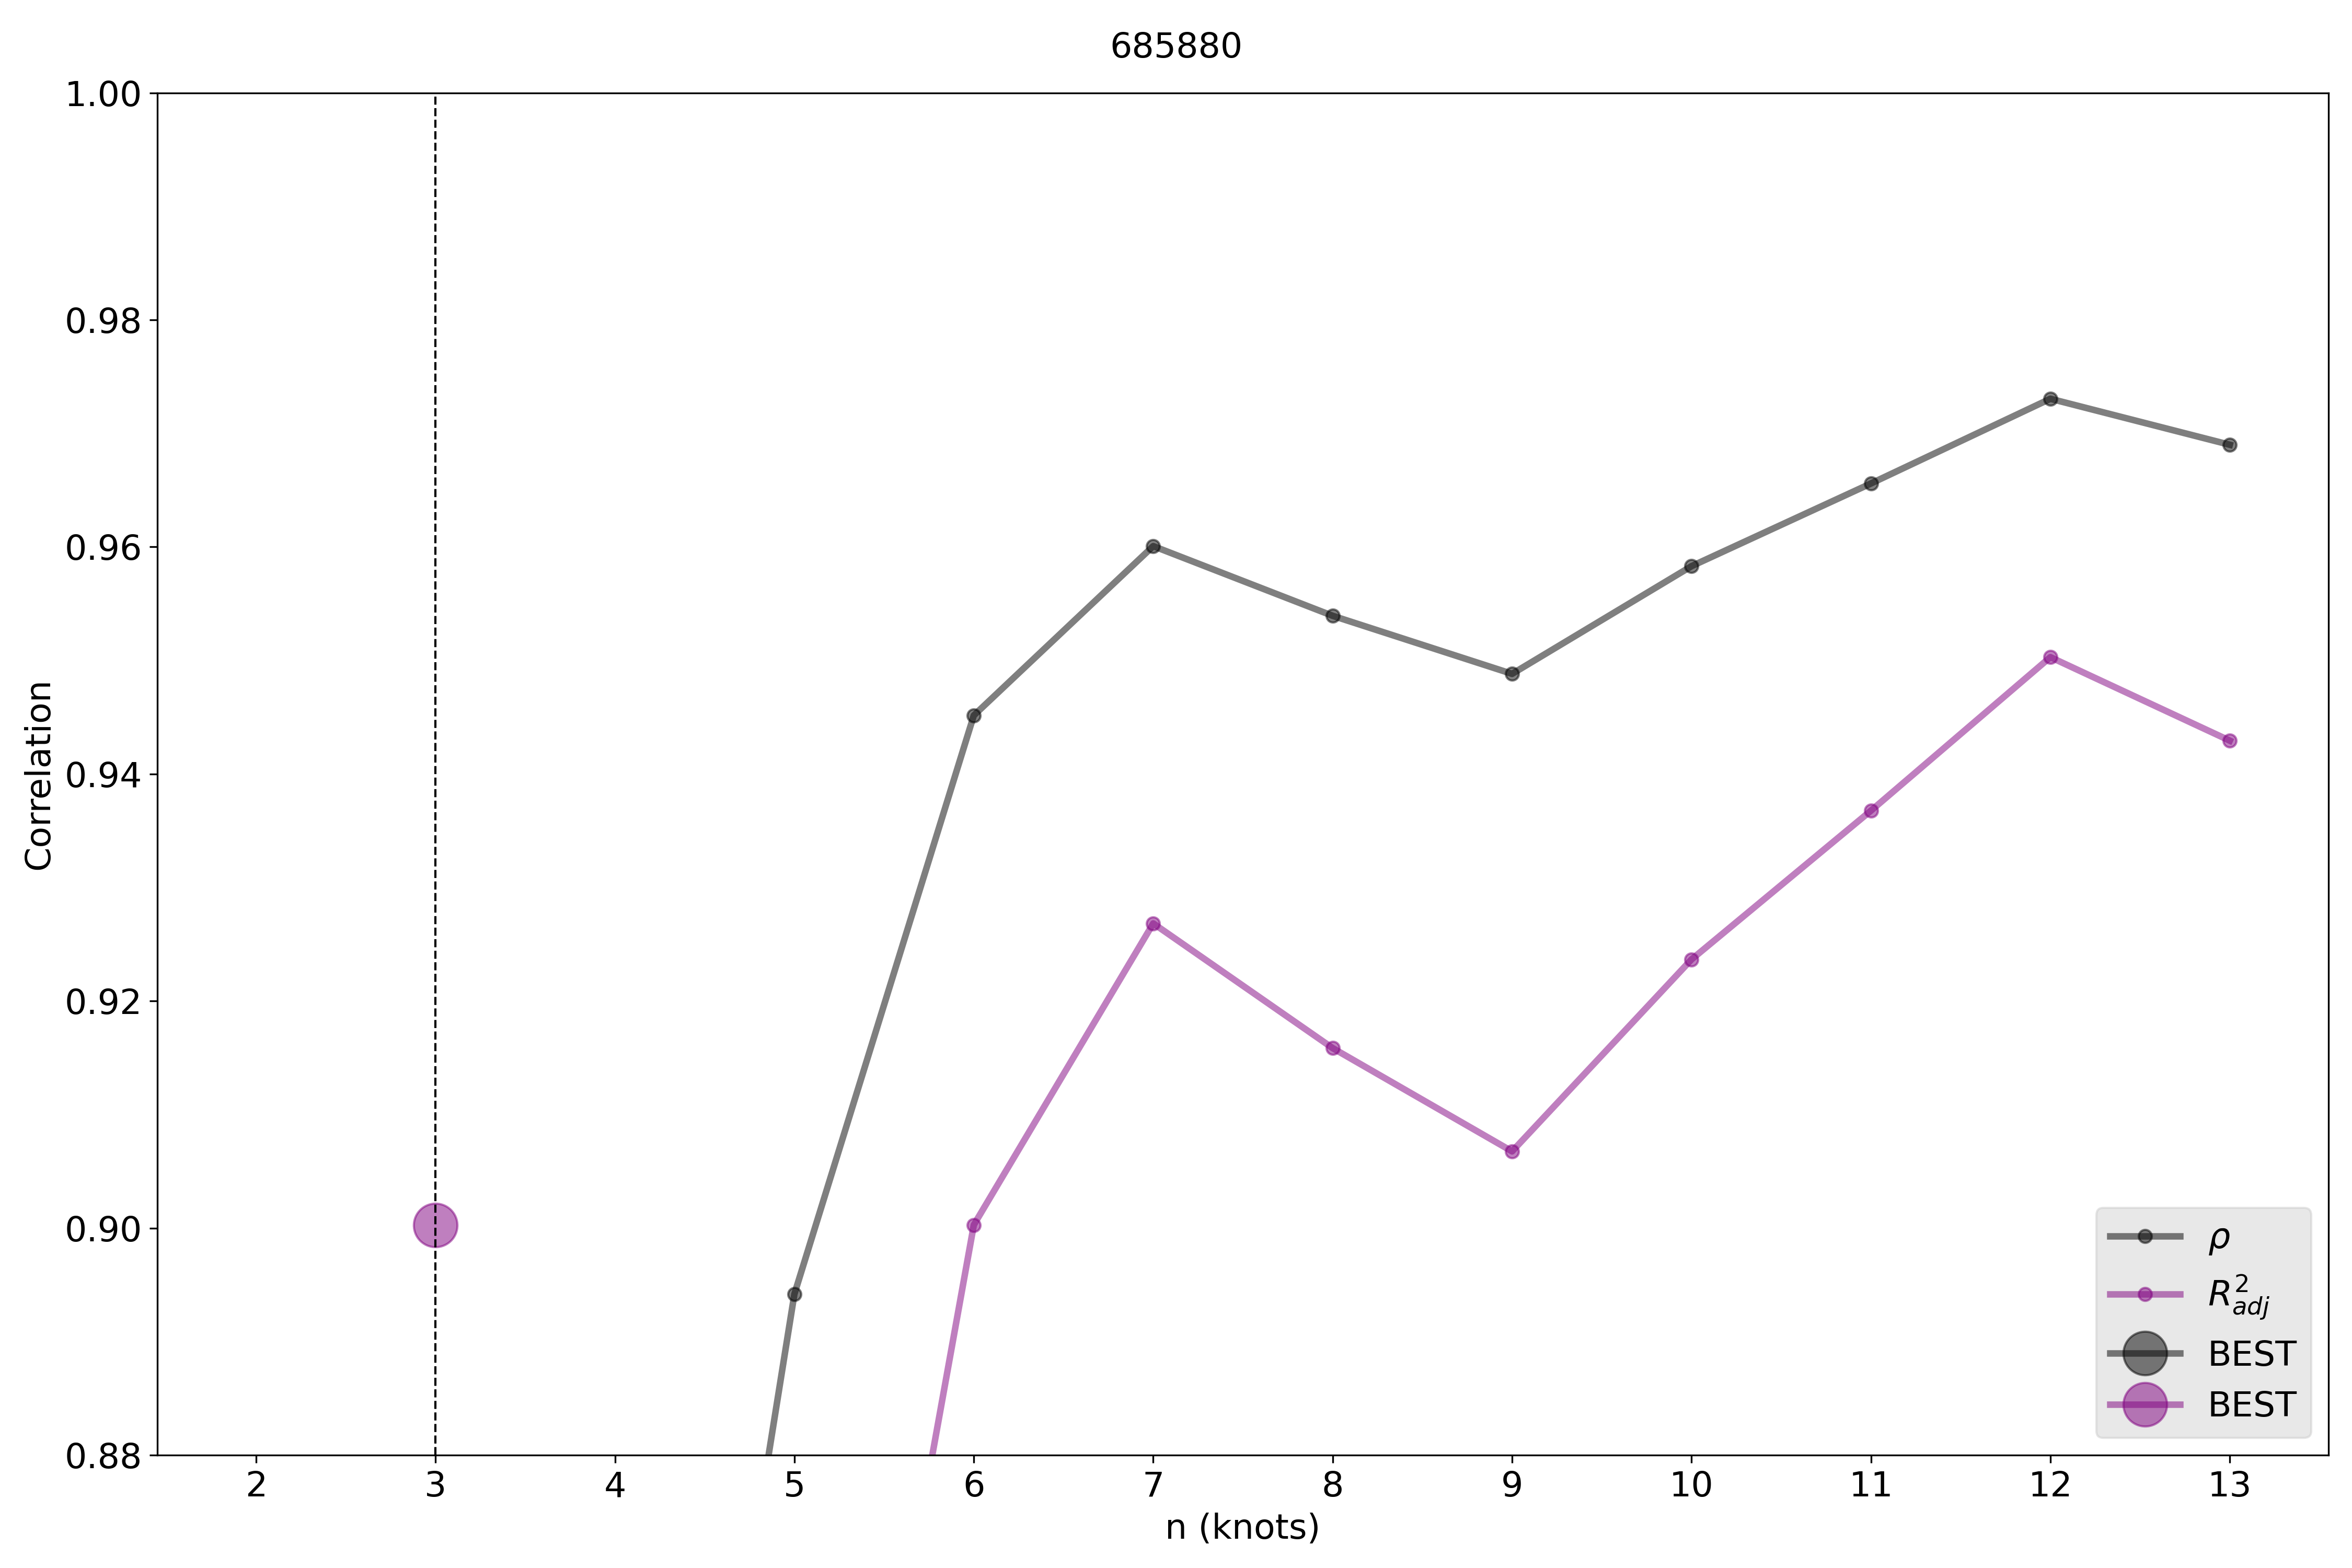 685880
1.00
0.98
0.96
0.94
0.92
0.90
0.88
Correlation
2 3 4 5 6 7 8 9 10 11 12 13
n (knots)
ρ
R²adj
BEST
BEST